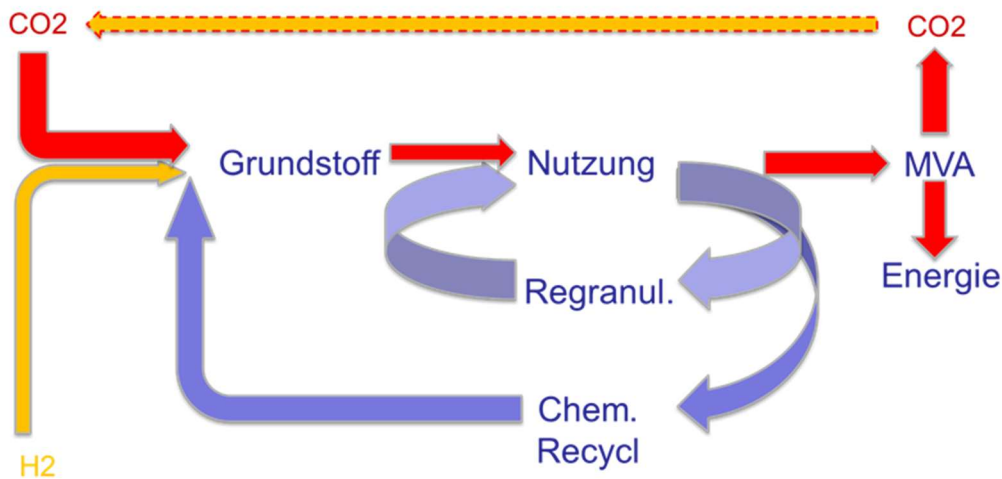 CO2
CO2
Grundstoff
Nutzung
MVA
Energie
Regranul.
Chem.
Recycl
H2